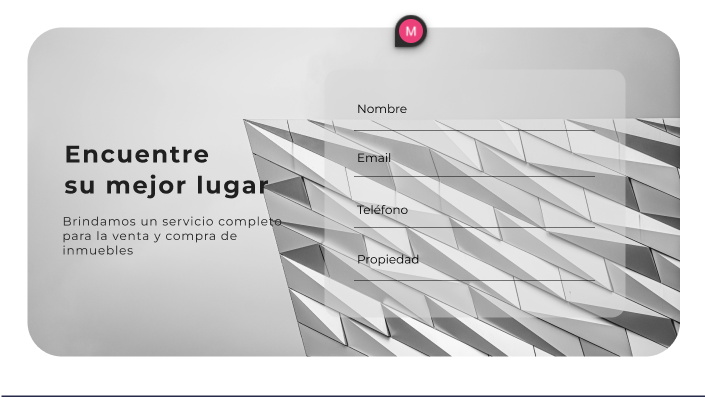 M
Nombre
Encuentre
su mejor lugar
Email
Brindamos un servicio completo
para la venta y compra de
inmuebles
Teléfono
Propiedad